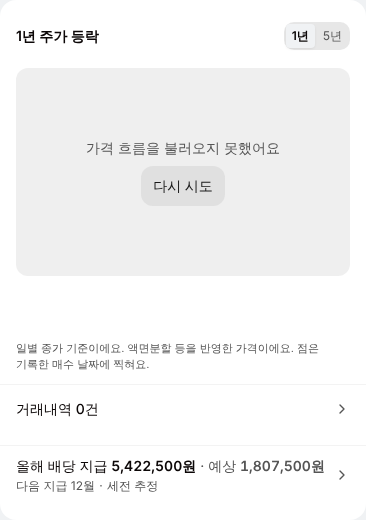 1년 주가 등락
1년 5년
가격 흐름을 불러오지 못했어요
다시 시도
일별 종가 기준이에요. 액면분할 등을 반영한 가격이에요. 점은
기록한 매수 날짜에 찍혀요.
거래내역 0건
올해 배당 지급 5,422,500원 · 예상 1,807,500원
다음 지급 12월 · 세전 추정